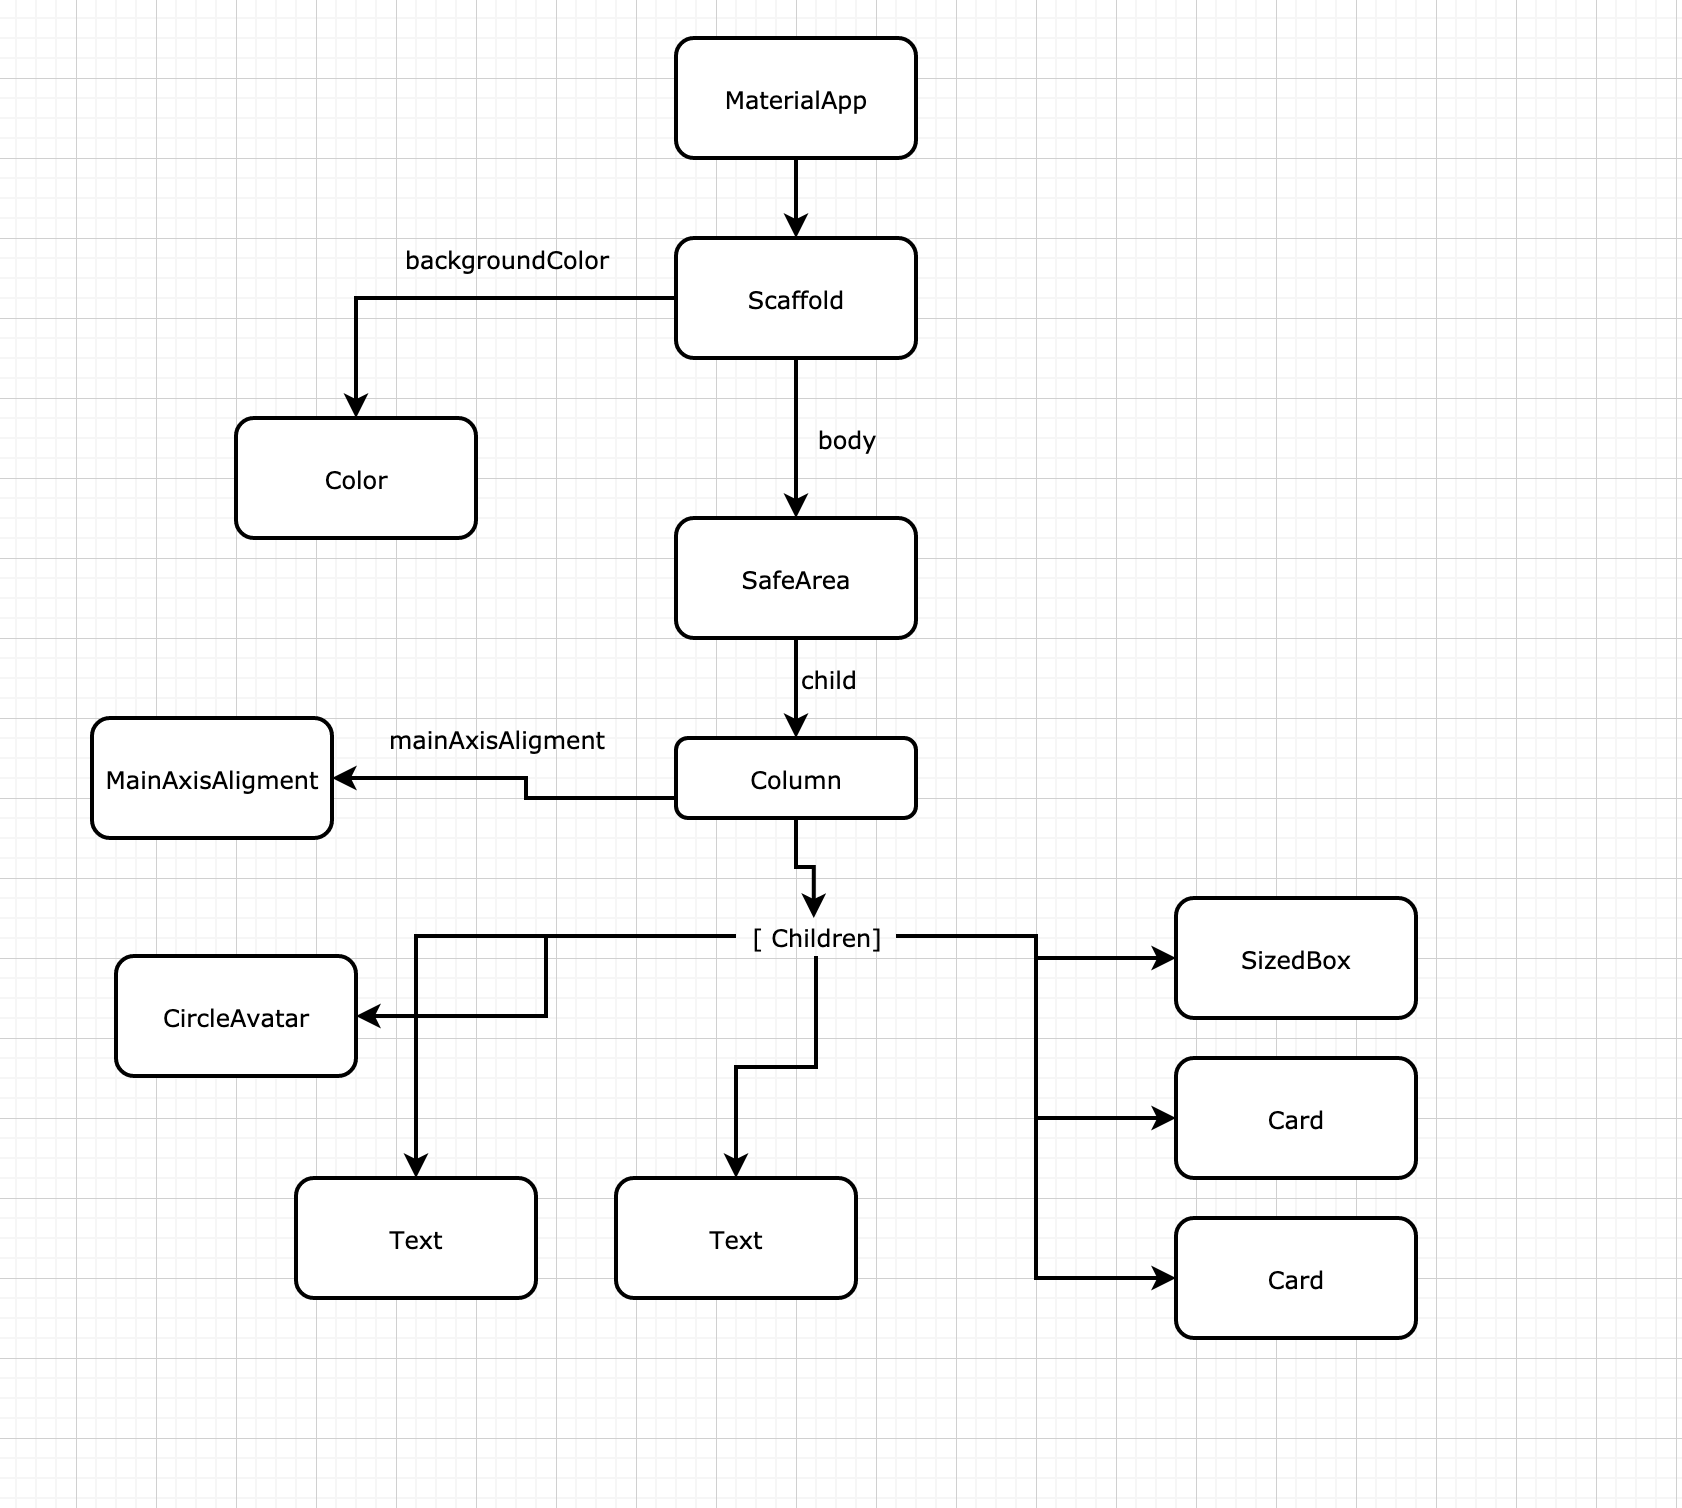 MaterialApp
backgroundColor
Scaffold
body
Color
SafeArea
child
mainAxisAligment
MainAxisAligment
Column
[ Children]
SizedBox
CircleAvatar
Card
Text
Text
Card